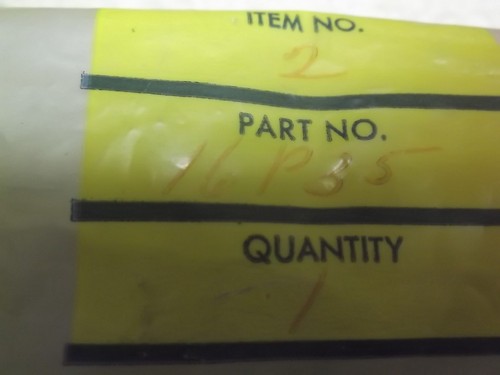 ITEM NO.
2
PART NO.
16P35
QUANTITY
1